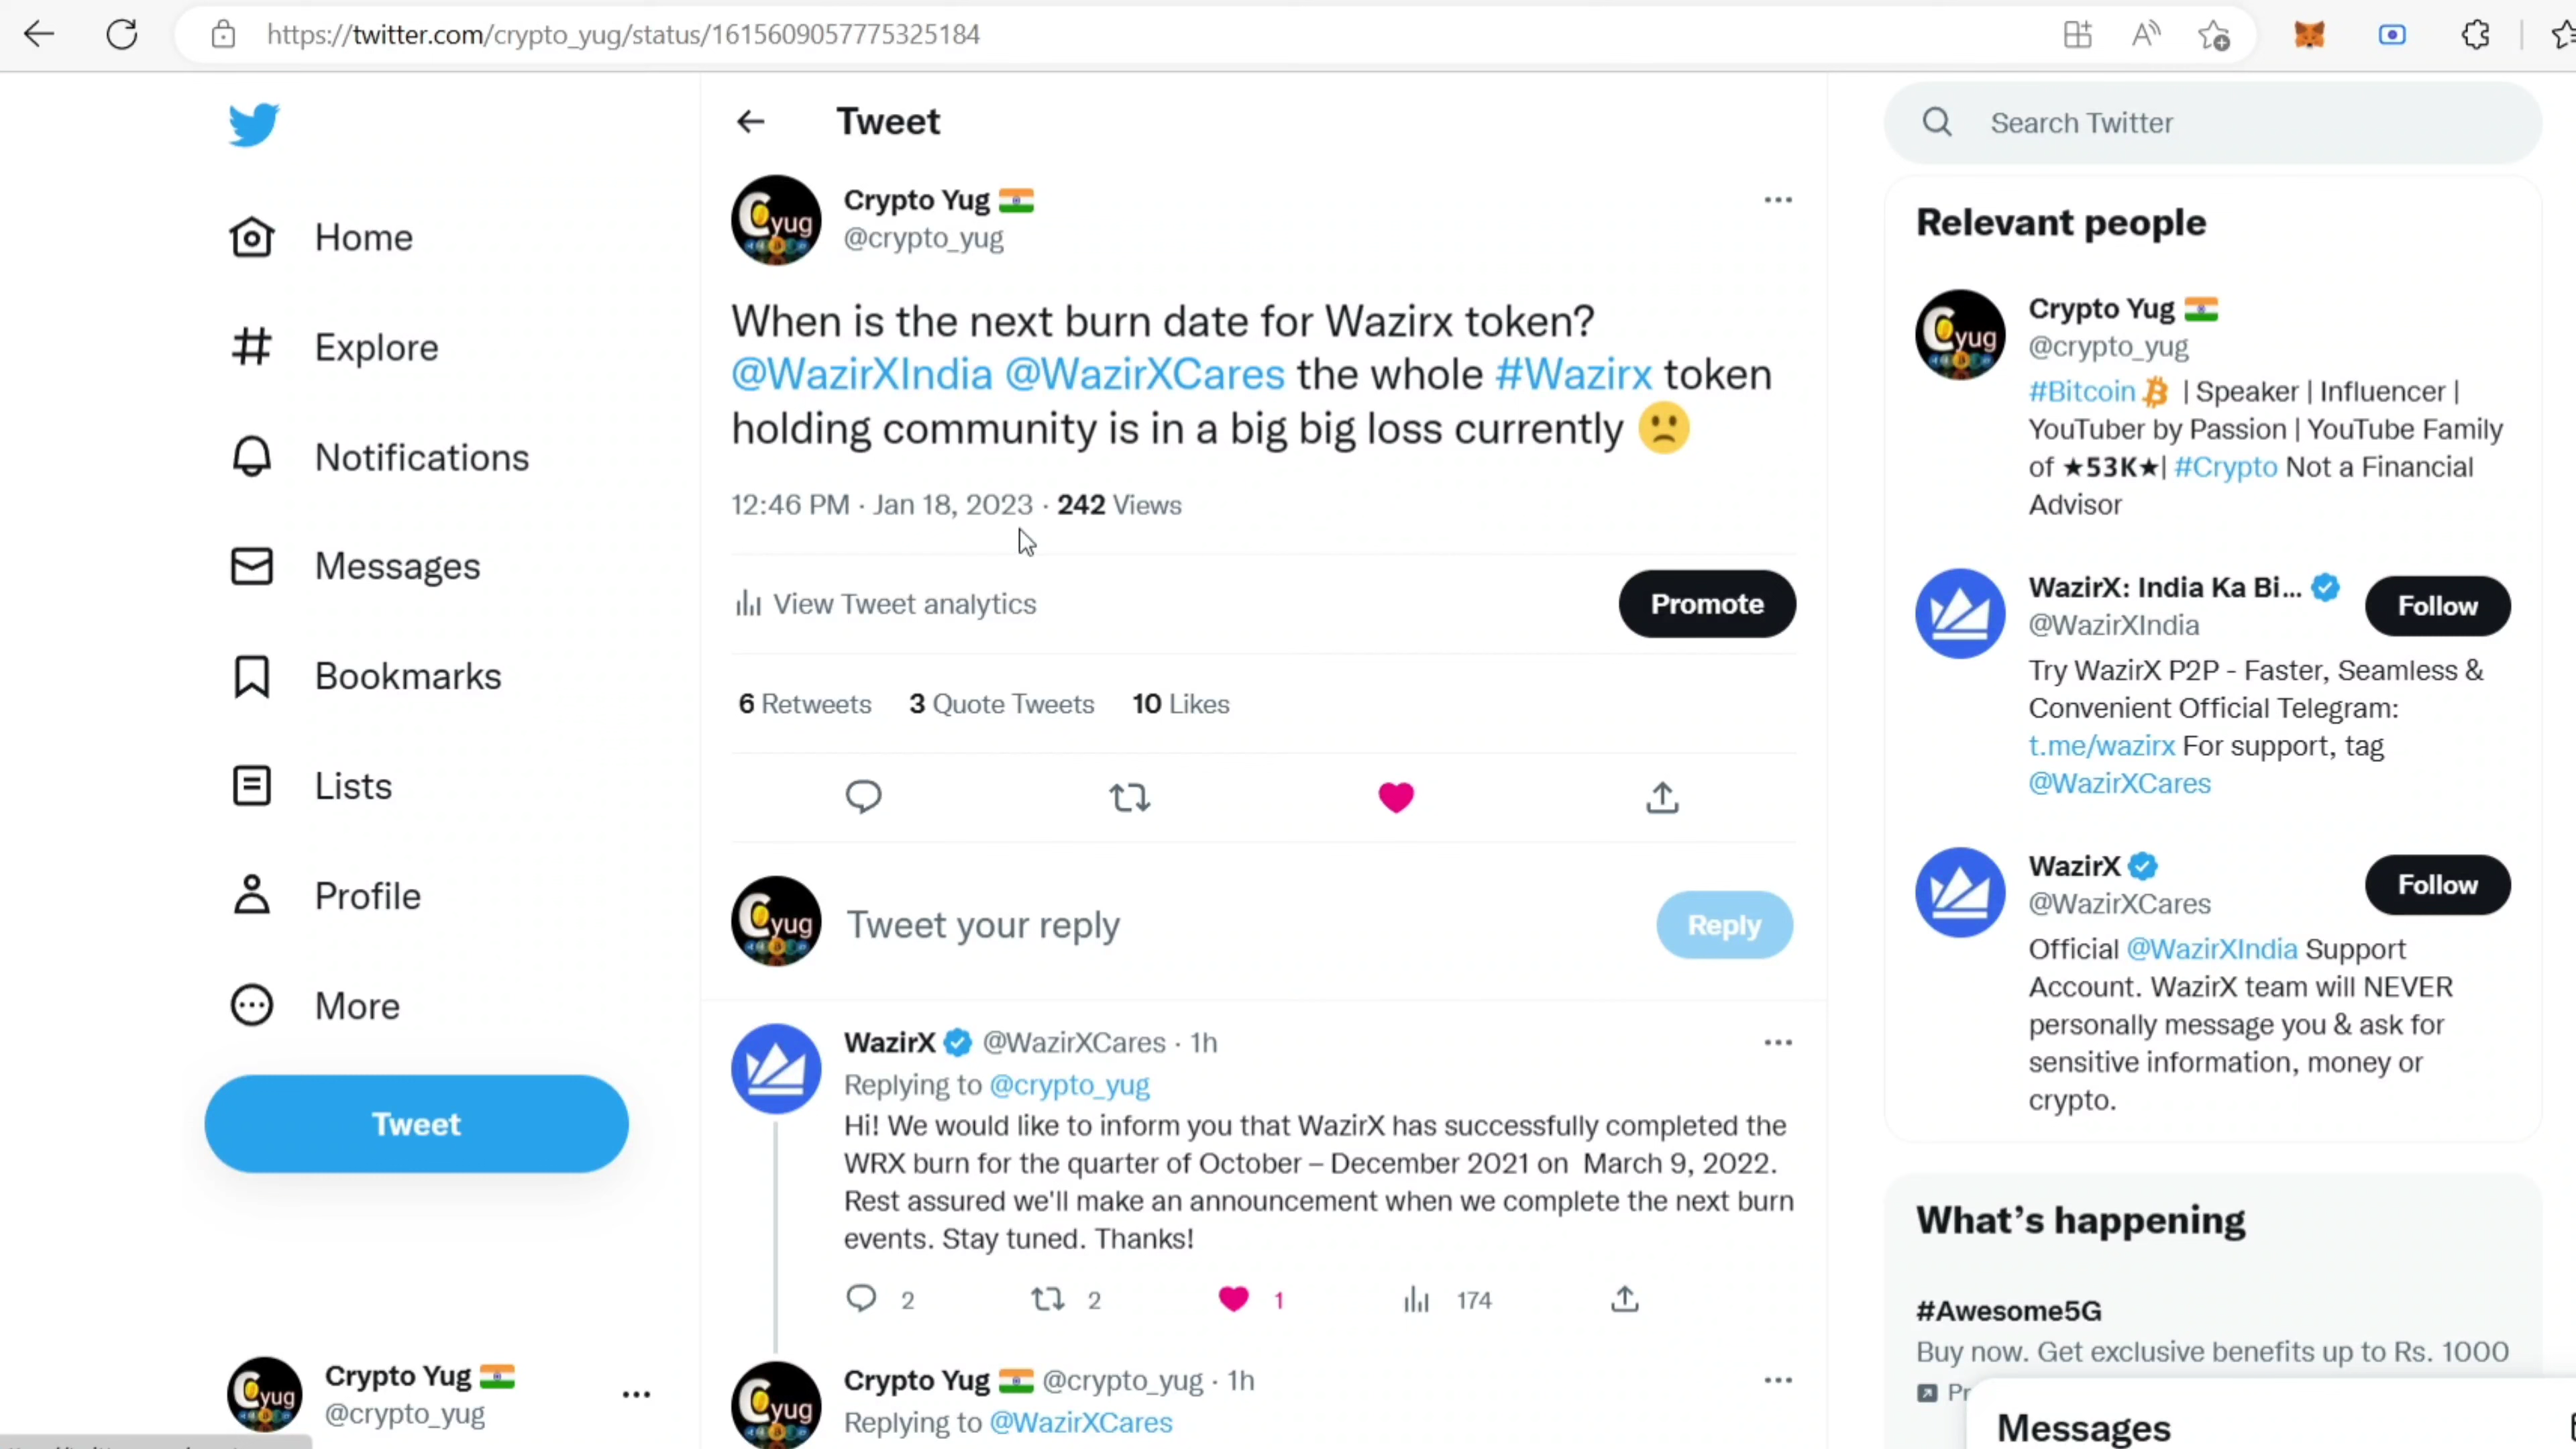 https://twitter.com/crypto_yug/status/1615609057775325184
Home
Explore
Notifications
Messages
Bookmarks
Lists
Profile
More
Tweet
Crypto Yug
@crypto_yug
Tweet
Crypto Yug
@crypto_yug
When is the next burn date for Wazirx token?
@WazirXIndia @WazirXCares the whole #Wazirx token
holding community is in a big big loss currently
12:46 PM · Jan 18, 2023 · 242 Views
View Tweet analytics
Promote
6 Retweets 3 Quote Tweets 10 Likes
Tweet your reply
Reply
WazirX @WazirXCares · 1h
Replying to @crypto_yug
Hi! We would like to inform you that WazirX has successfully completed the
WRX burn for the quarter of October – December 2021 on March 9, 2022.
Rest assured we'll make an announcement when we complete the next burn
events. Stay tuned. Thanks!
2 2 1 174
Crypto Yug @crypto_yug · 1h
Replying to @WazirXCares
Search Twitter
Relevant people
Crypto Yug
@crypto_yug
#Bitcoin | Speaker | Influencer |
YouTuber by Passion | YouTube Family
of ★53K★| #Crypto Not a Financial
Advisor
WazirX: India Ka Bi...
@WazirXIndia
Follow
Try WazirX P2P - Faster, Seamless &
Convenient Official Telegram:
t.me/wazirx For support, tag
@WazirXCares
WazirX
@WazirXCares
Follow
Official @WazirXIndia Support
Account. WazirX team will NEVER
personally message you & ask for
sensitive information, money or
crypto.
What's happening
#Awesome5G
Buy now. Get exclusive benefits up to Rs. 1000
Messages